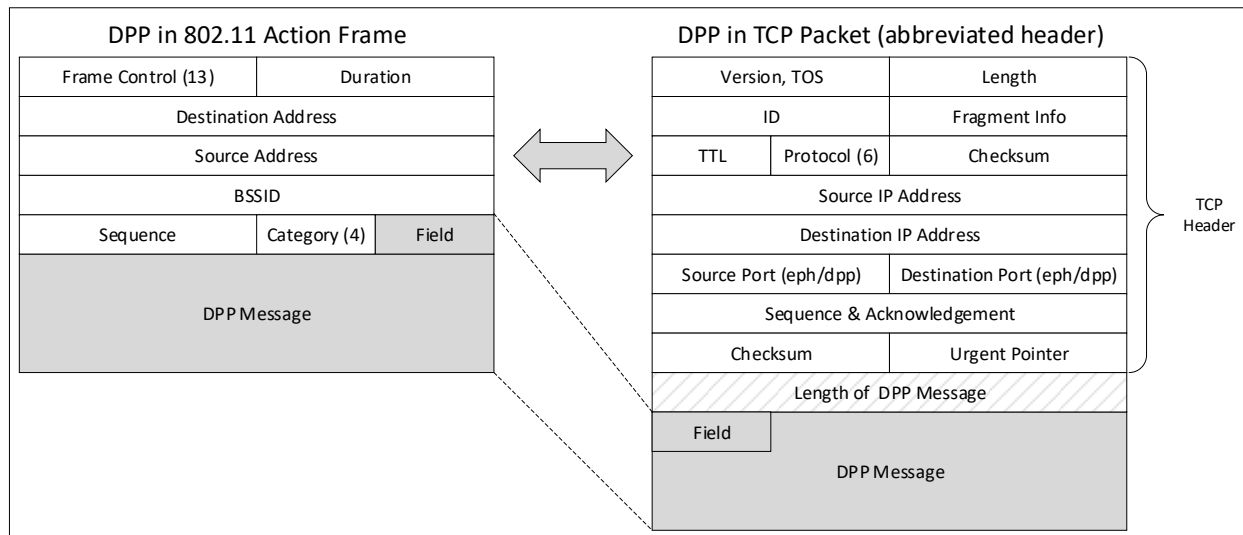 DPP in 802.11 Action Frame
Frame Control (13) Duration
Destination Address
Source Address
BSSID
Sequence Category (4) Field
DPP Message
DPP in TCP Packet (abbreviated header)
Version, TOS Length
ID Fragment Info
TTL Protocol (6) Checksum
Source IP Address
Destination IP Address
Source Port (eph/dpp) Destination Port (eph/dpp)
Sequence & Acknowledgement
Checksum Urgent Pointer
Length of DPP Message
Field
DPP Message
TCP
Header